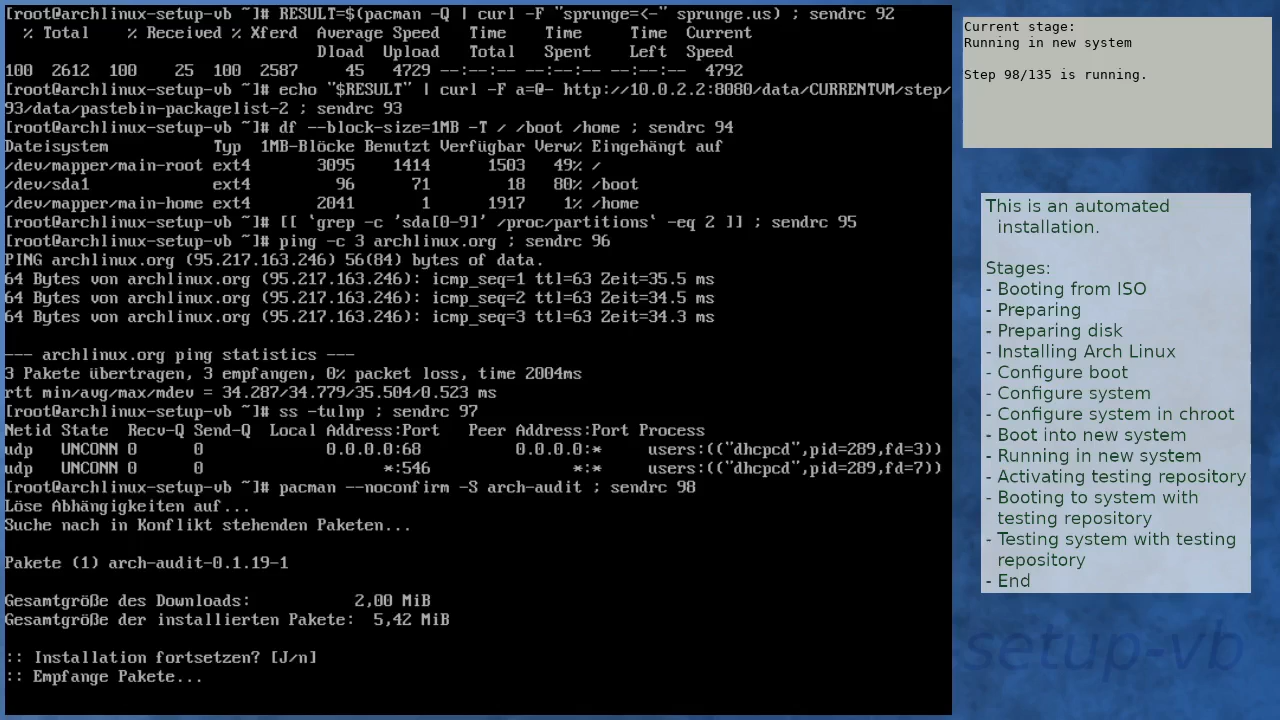 [root@archlinux-setup-vb ~]# RESULT=$(pacman -Q | curl -F "sprunge=<-" sprunge.us) ; sendrc 92
% Total    % Received % Xferd  Average Speed   Time    Time     Time  Current
Dload  Upload   Total   Spent    Left  Speed
100  2612  100    25  100  2587     45   4729 --:--:-- --:--:-- --:--:--  4792
[root@archlinux-setup-vb ~]# echo "$RESULT" | curl -F a=@- http://10.0.2.2:8080/data/CURRENTVM/step/
93/data/pastebin-packagelist-2 ; sendrc 93
[root@archlinux-setup-vb ~]# df --block-size=1MB -T / /boot /home ; sendrc 94
Dateisystem           Typ  1MB-Blöcke Benutzt Verfügbar Verw% Eingehängt auf
/dev/mapper/main-root ext4       3095    1414      1503   49% /
/dev/sda1             ext4         96      71        18   80% /boot
/dev/mapper/main-home ext4       2041       1      1917    1% /home
[root@archlinux-setup-vb ~]# [[ `grep -c 'sda[0-9]' /proc/partitions` -eq 2 ]] ; sendrc 95
[root@archlinux-setup-vb ~]# ping -c 3 archlinux.org ; sendrc 96
PING archlinux.org (95.217.163.246) 56(84) bytes of data.
64 Bytes von archlinux.org (95.217.163.246): icmp_seq=1 ttl=63 Zeit=35.5 ms
64 Bytes von archlinux.org (95.217.163.246): icmp_seq=2 ttl=63 Zeit=34.5 ms
64 Bytes von archlinux.org (95.217.163.246): icmp_seq=3 ttl=63 Zeit=34.3 ms
--- archlinux.org ping statistics ---
3 Pakete übertragen, 3 empfangen, 0% packet loss, time 2004ms
rtt min/avg/max/mdev = 34.287/34.779/35.504/0.523 ms
[root@archlinux-setup-vb ~]# ss -tulnp ; sendrc 97
Netid State  Recv-Q Send-Q  Local Address:Port   Peer Address:Port Process
udp   UNCONN 0      0             0.0.0.0:68          0.0.0.0:*     users:(("dhcpcd",pid=289,fd=3))
udp   UNCONN 0      0                   *:546               *:*     users:(("dhcpcd",pid=289,fd=7))
[root@archlinux-setup-vb ~]# pacman --noconfirm -S arch-audit ; sendrc 98
Löse Abhängigkeiten auf...
Suche nach in Konflikt stehenden Paketen...
Pakete (1) arch-audit-0.1.19-1
Gesamtgröße des Downloads:           2,00 MiB
Gesamtgröße der installierten Pakete:  5,42 MiB
:: Installation fortsetzen? [J/n]
:: Empfange Pakete...
Current stage:
Running in new system
Step 98/135 is running.
This is an automated
installation.
Stages:
- Booting from ISO
- Preparing
- Preparing disk
- Installing Arch Linux
- Configure boot
- Configure system
- Configure system in chroot
- Boot into new system
- Running in new system
- Activating testing repository
- Booting to system with
testing repository
- Testing system with testing
repository
- End
setup-vb